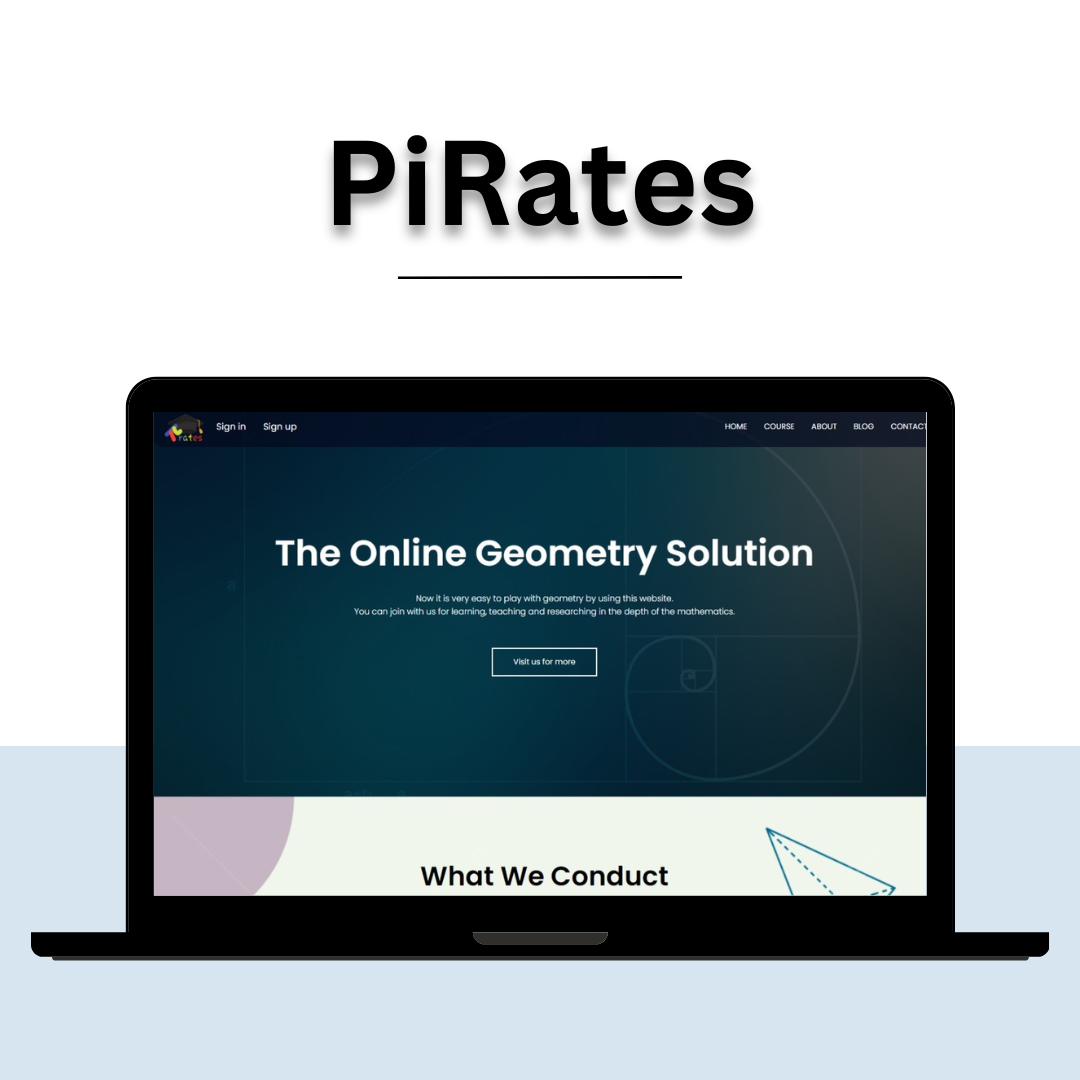 PiRates
rates
Sign in
Sign up
HOME
COURSE
ABOUT
BLOG
CONTACT
The Online Geometry Solution
Now it is very easy to play with geometry by using this website.
You can join with us for learning, teaching and researching in the depth of the mathematics.
Visit us for more
What We Conduct